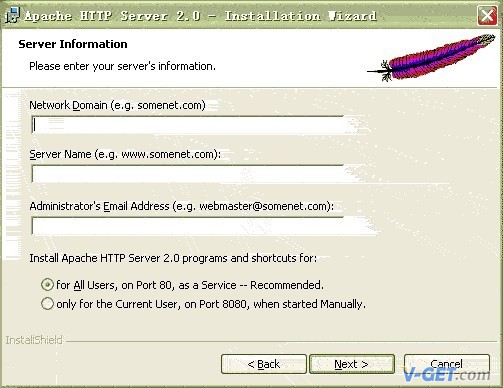 Apache HTTP Server 2.0 - Installation Wizard
Server Information
Please enter your server's information.
Network Domain (e.g. somenet.com)
Server Name (e.g. www.somenet.com):
Administrator's Email Address (e.g. webmaster@somenet.com):
Install Apache HTTP Server 2.0 programs and shortcuts for:
for All Users, on Port 80, as a Service -- Recommended.
only for the Current User, on Port 8080, when started Manually.
InstallShield
< Back Next > Cancel
V-GET.com